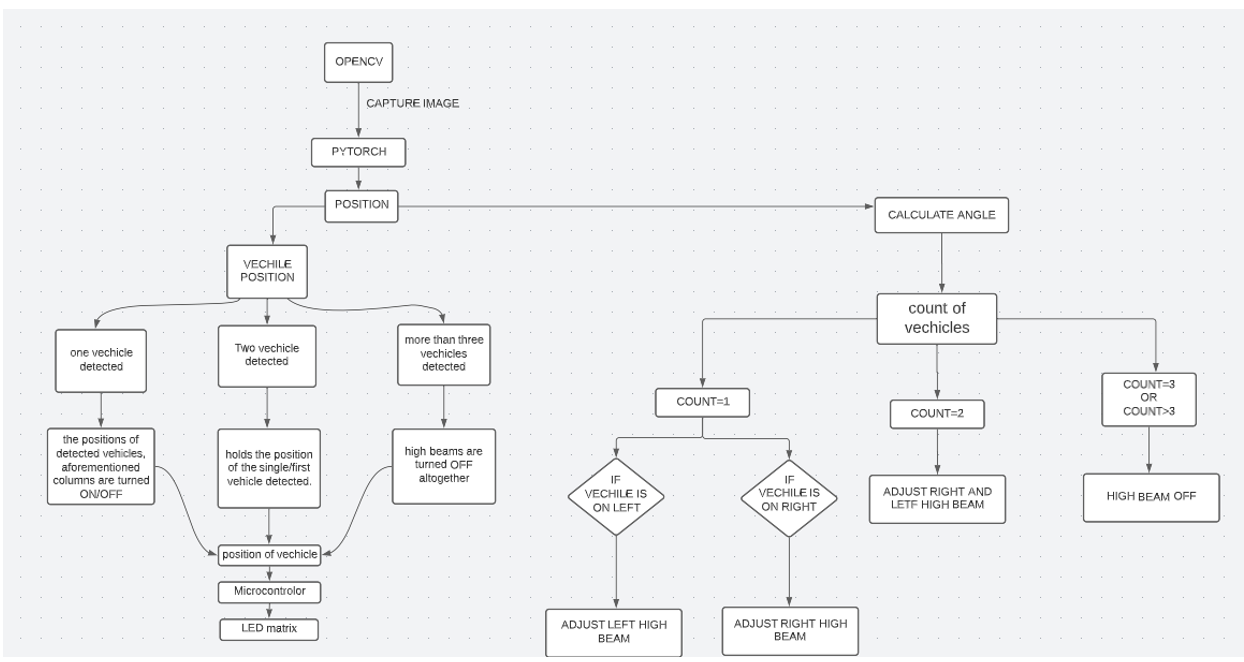 OPENCV
CAPTURE IMAGE
PYTORCH
POSITION
CALCULATE ANGLE
VECHILE
POSITION
count of
vechicles
one vechicle
detected
Two vechicle
detected
more than three
vechicles
detected
COUNT=1
COUNT=2
COUNT=3
OR
COUNT>3
the positions of
detected vehicles,
aforementioned
columns are turned
ON/OFF
holds the position
of the single/first
vehicle detected.
high beams are
turned OFF
altogether
IF
VECHILE IS
ON LEFT
IF
VECHILE IS
ON RIGHT
ADJUST RIGHT AND
LETF HIGH BEAM
HIGH BEAM OFF
position of vechicle
Microcontrolor
LED matrix
ADJUST LEFT HIGH
BEAM
ADJUST RIGHT HIGH
BEAM